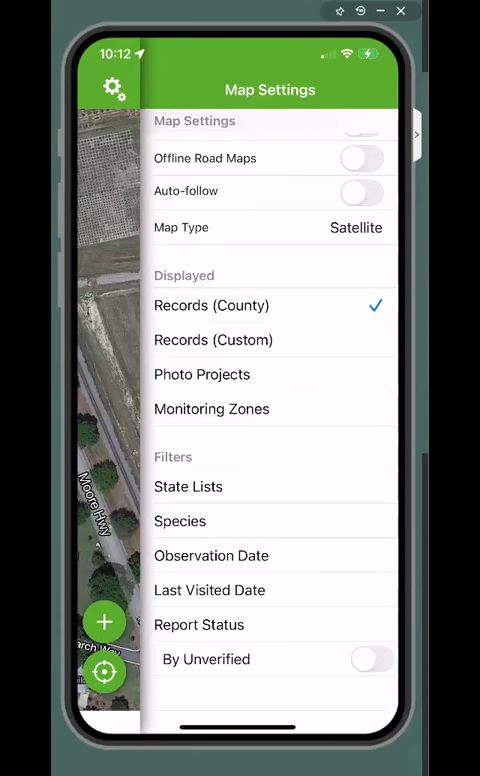 10:12
Map Settings
Map Settings
Offline Road Maps
Auto-follow
Map Type Satellite
Displayed
Records (County)
Records (Custom)
Photo Projects
Monitoring Zones
Filters
State Lists
Species
Observation Date
Last Visited Date
Report Status
By Unverified
Moore Hwy